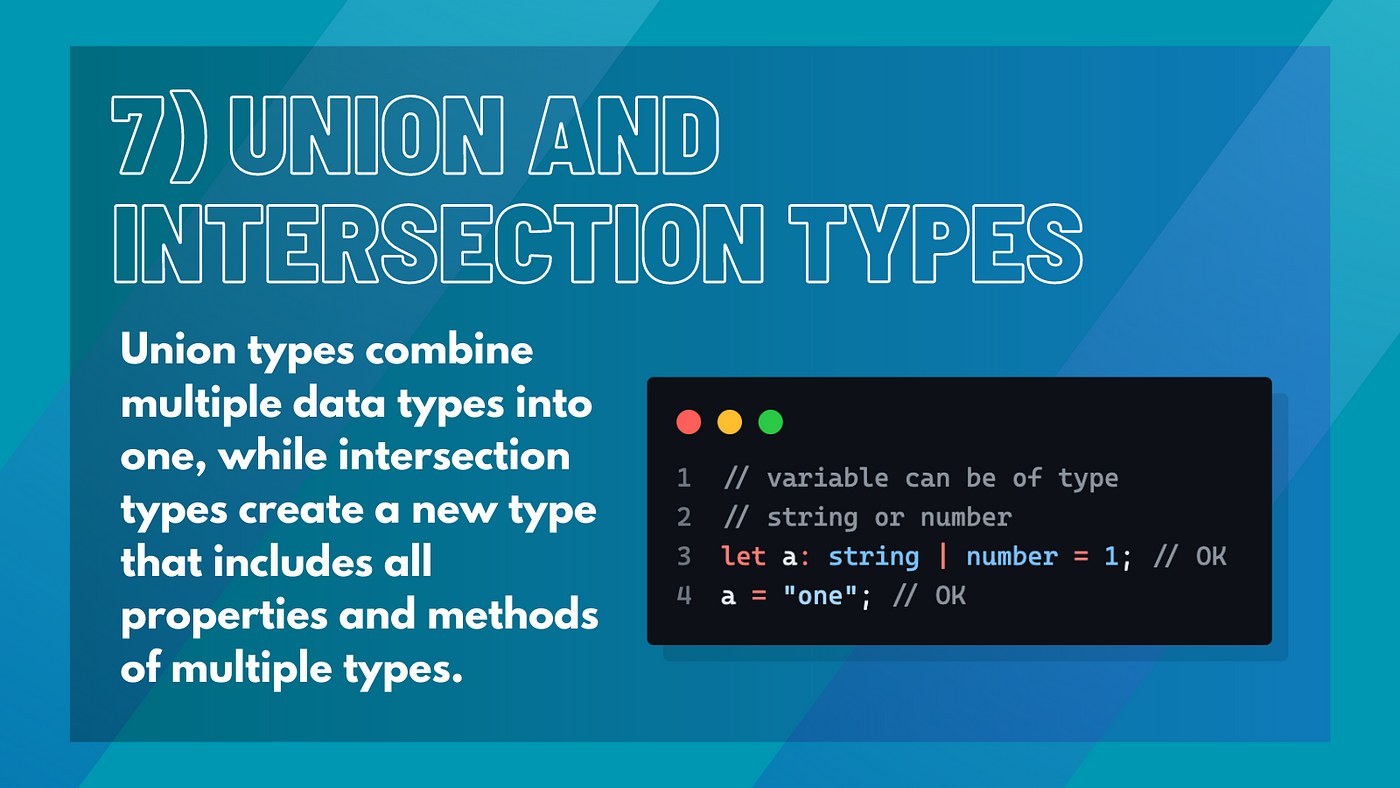 7) UNION AND
INTERSECTION TYPES
Union types combine
multiple data types into
one, while intersection
types create a new type
that includes all
properties and methods
of multiple types.
1 // variable can be of type
2 // string or number
3 let a: string | number = 1; // OK
4 a = "one"; // OK